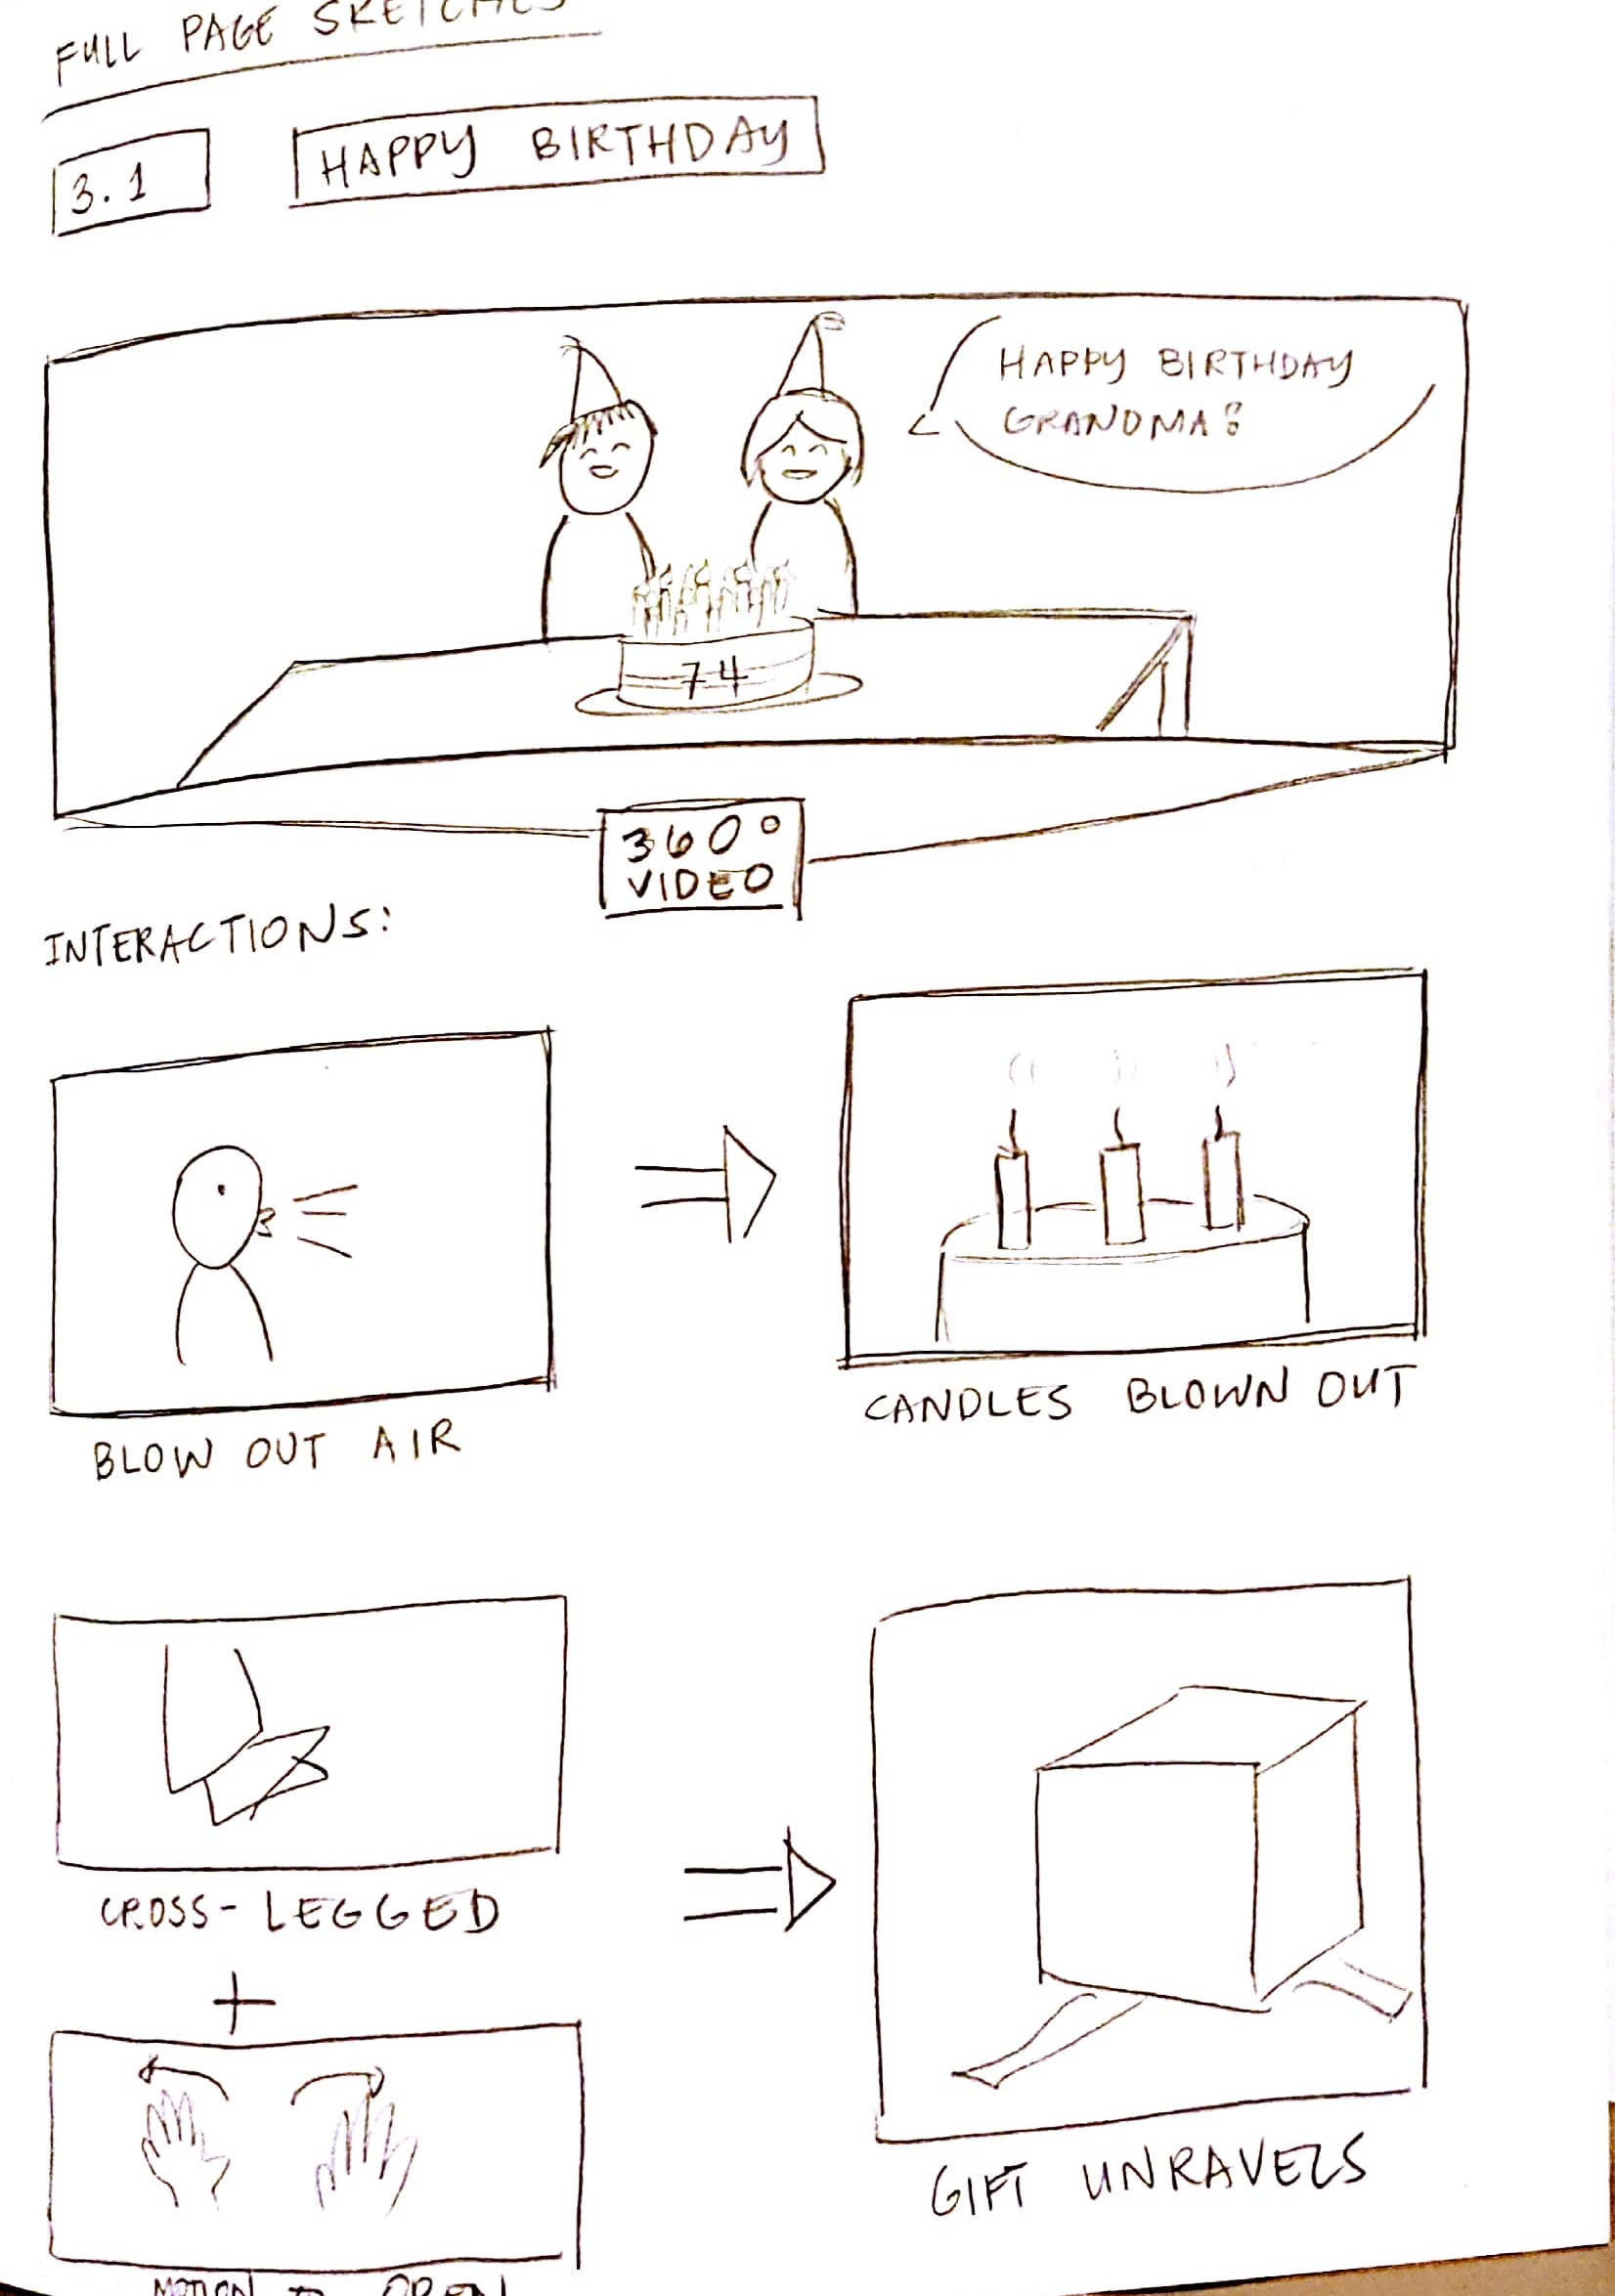 FULL PAGE SKETCHES
3.1
HAPPY BIRTHDAY
HAPPY BIRTHDAY
GRANDMA!
74
360°
VIDEO
INTERACTIONS:
BLOW OUT AIR
CANDLES BLOWN OUT
CROSS-LEGGED
+
GIFT UNRAVELS
MOTION TO OPEN